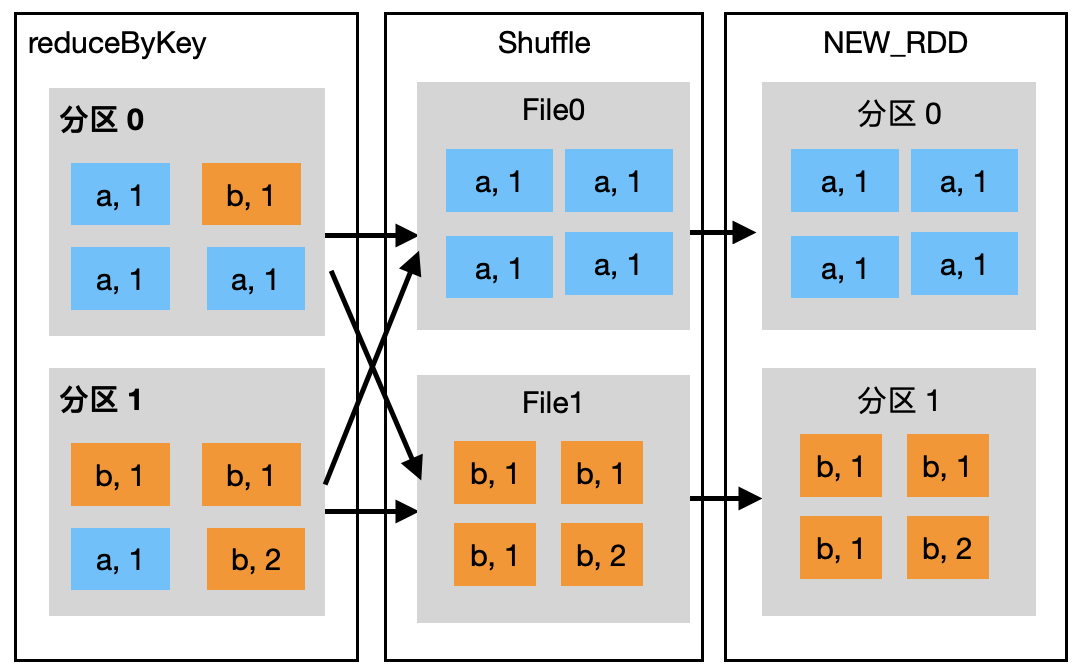 reduceByKey
分区 0
a, 1
b, 1
a, 1
a, 1
分区 1
b, 1
b, 1
a, 1
b, 2
Shuffle
File0
a, 1
a, 1
a, 1
a, 1
File1
b, 1
b, 1
b, 1
b, 2
NEW_RDD
分区 0
a, 1
a, 1
a, 1
a, 1
分区 1
b, 1
b, 1
b, 1
b, 2